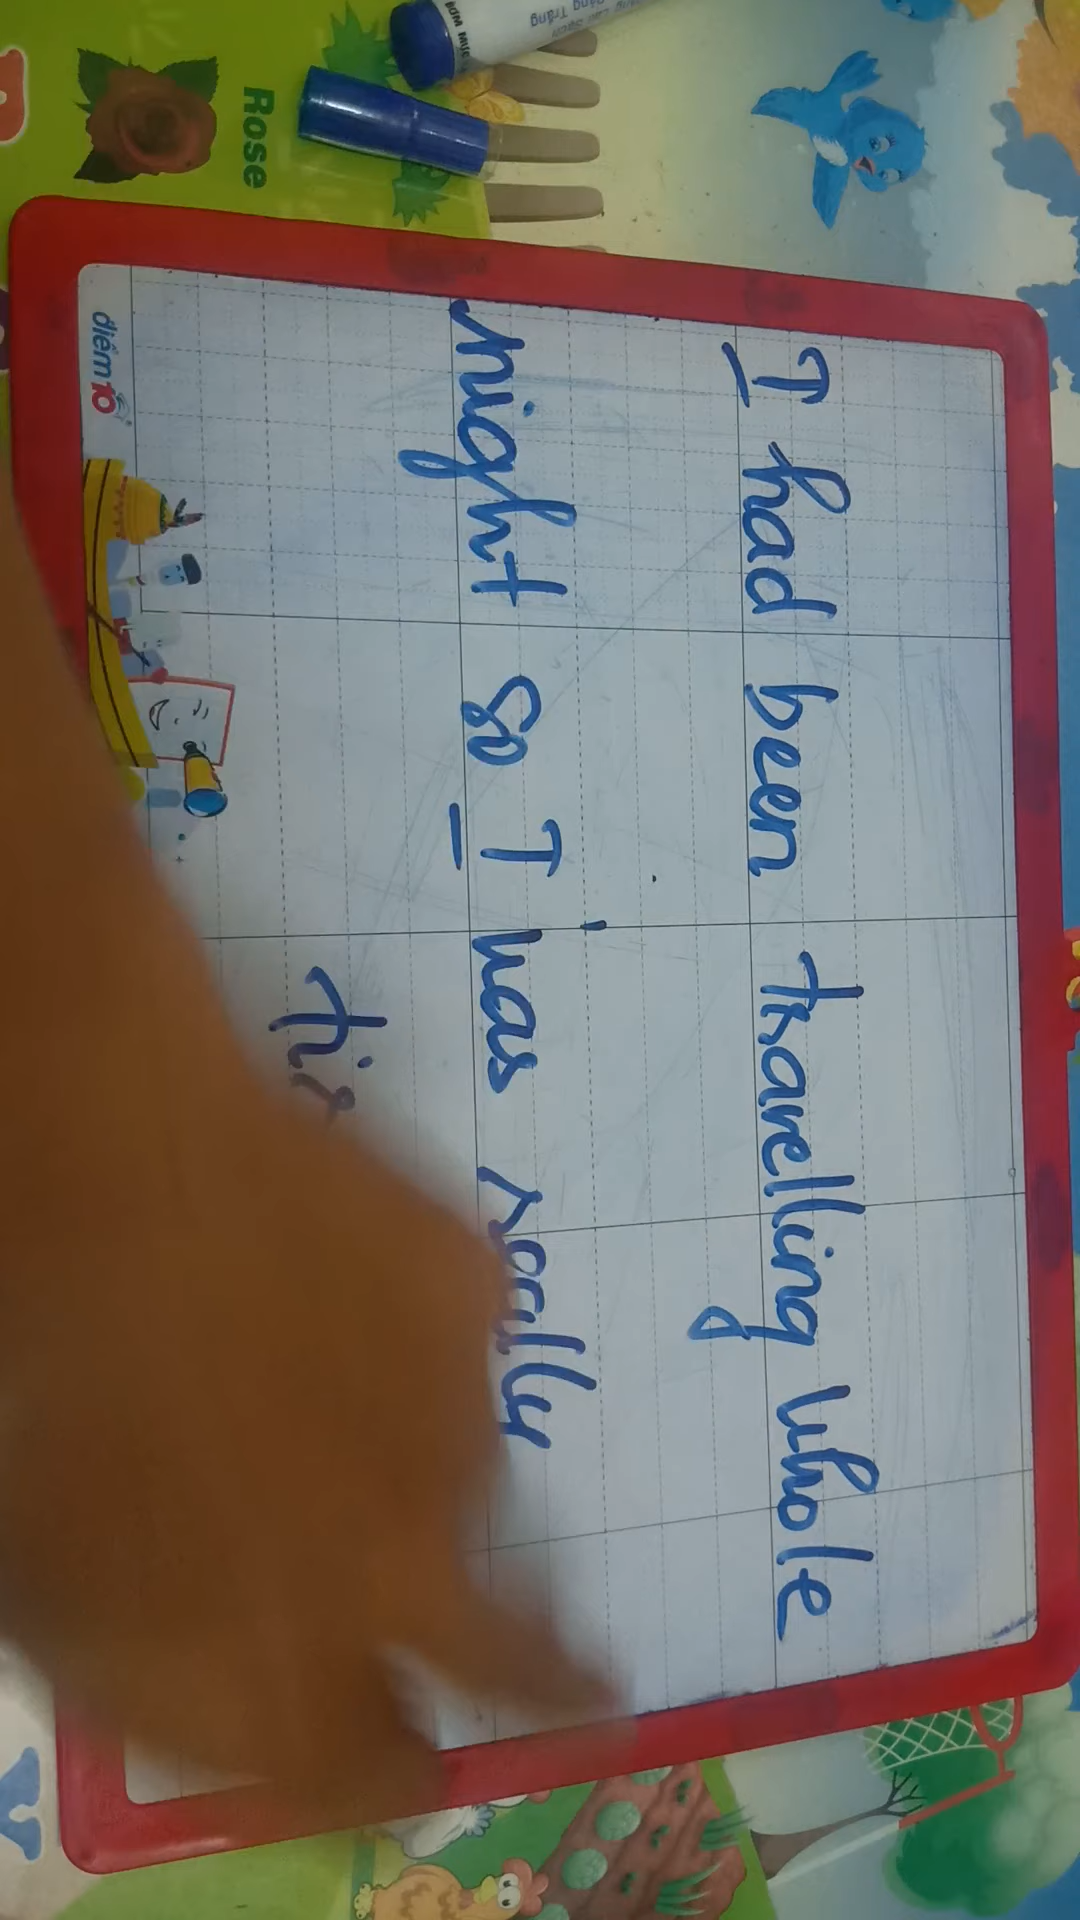 I had been travelling whole
night so I was really
Rose
điểm 10